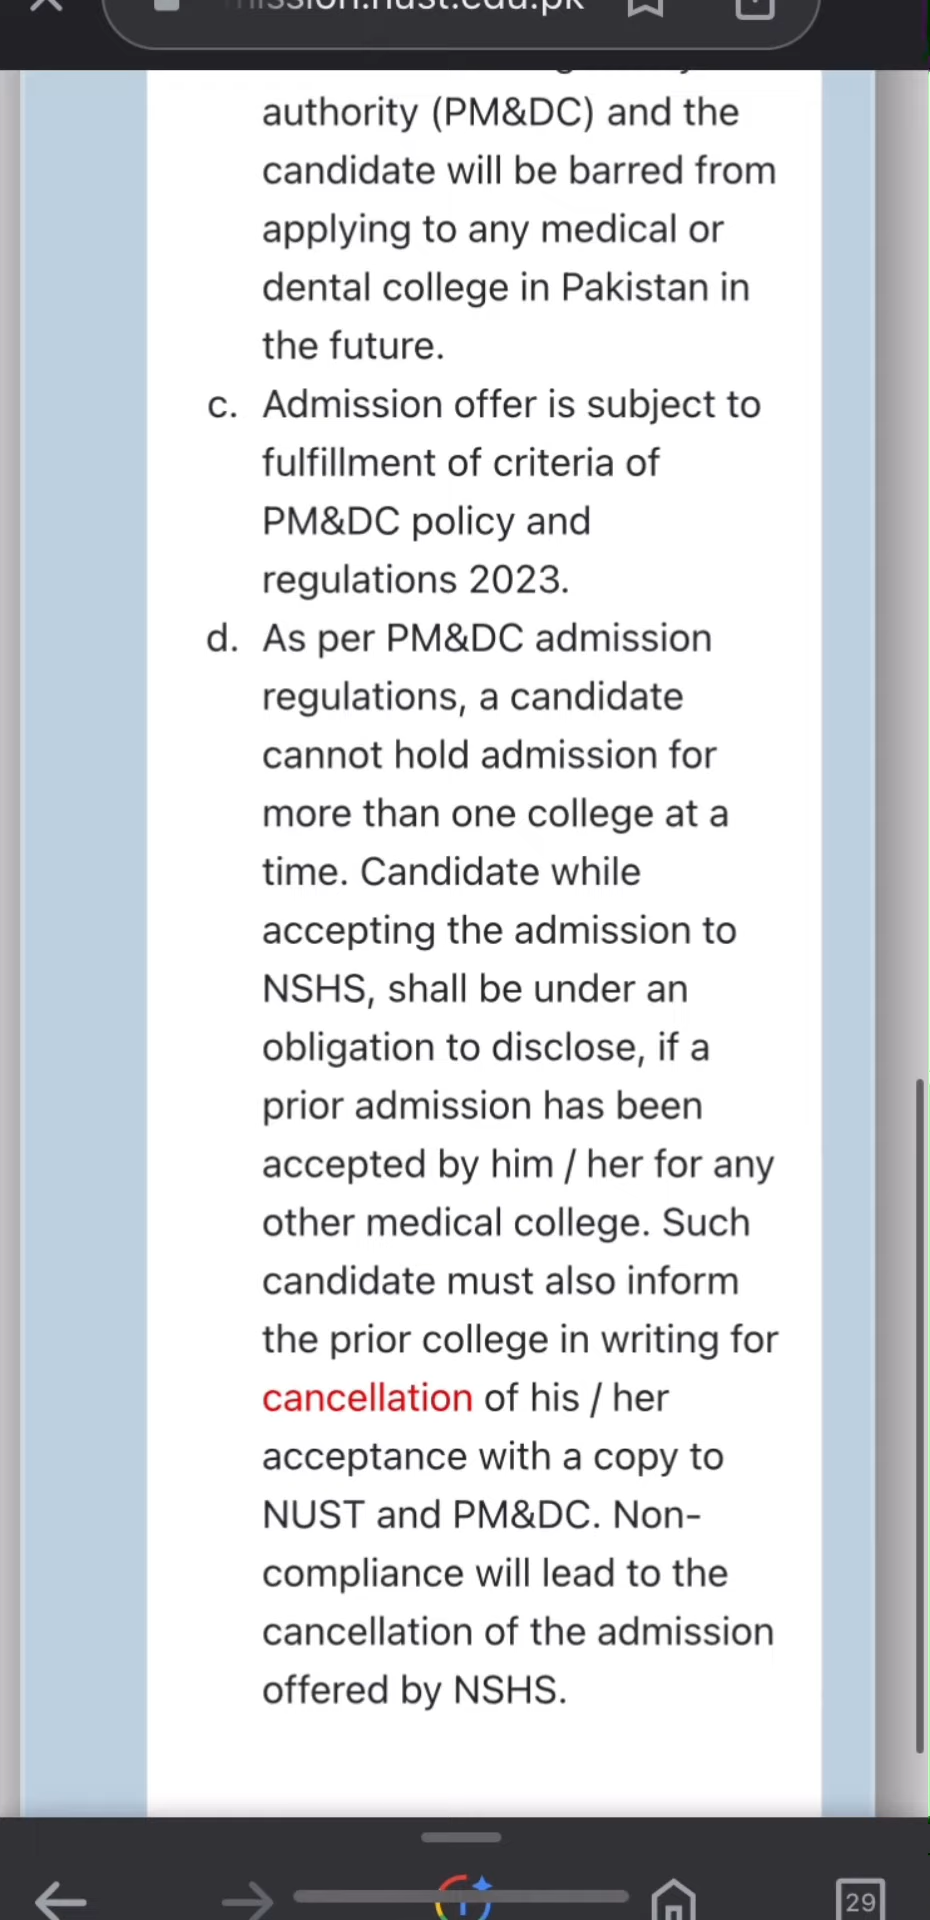 authority (PM&DC) and the
candidate will be barred from
applying to any medical or
dental college in Pakistan in
the future.
c. Admission offer is subject to
fulfillment of criteria of
PM&DC policy and
regulations 2023.
d. As per PM&DC admission
regulations, a candidate
cannot hold admission for
more than one college at a
time. Candidate while
accepting the admission to
NSHS, shall be under an
obligation to disclose, if a
prior admission has been
accepted by him / her for any
other medical college. Such
candidate must also inform
the prior college in writing for
cancellation of his / her
acceptance with a copy to
NUST and PM&DC. Non-
compliance will lead to the
cancellation of the admission
offered by NSHS.
29